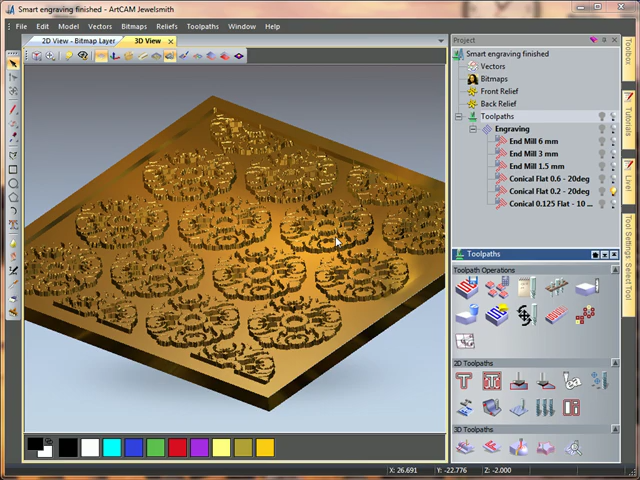 Smart engraving finished - ArtCAM Jewelsmith
File Edit Model Vectors Bitmaps Reliefs Toolpaths Window Help
2D View - Bitmap Layer 3D View
Project
Smart engraving finished
Vectors
Bitmaps
Front Relief
Back Relief
Toolpaths
Engraving
End Mill 6 mm
End Mill 3 mm
End Mill 1.5 mm
Conical Flat 0.6 - 20deg
Conical Flat 0.2 - 20deg
Conical 0.125 Flat - 10 ...
Toolpaths
Toolpath Operations
2D Toolpaths
3D Toolpaths
Toolbox
Tutorials
Tool Settings: Select Tool
X: 26.691 Y: -22.776 Z: -2.000